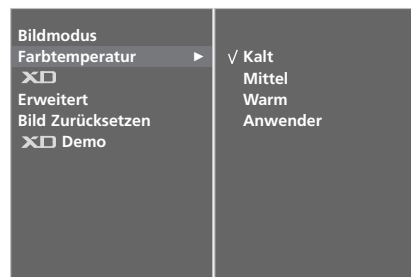 Bildmodus
Farbtemperatur ►
XD
Erweitert
Bild Zurücksetzen
XD Demo
√ Kalt
Mittel
Warm
Anwender